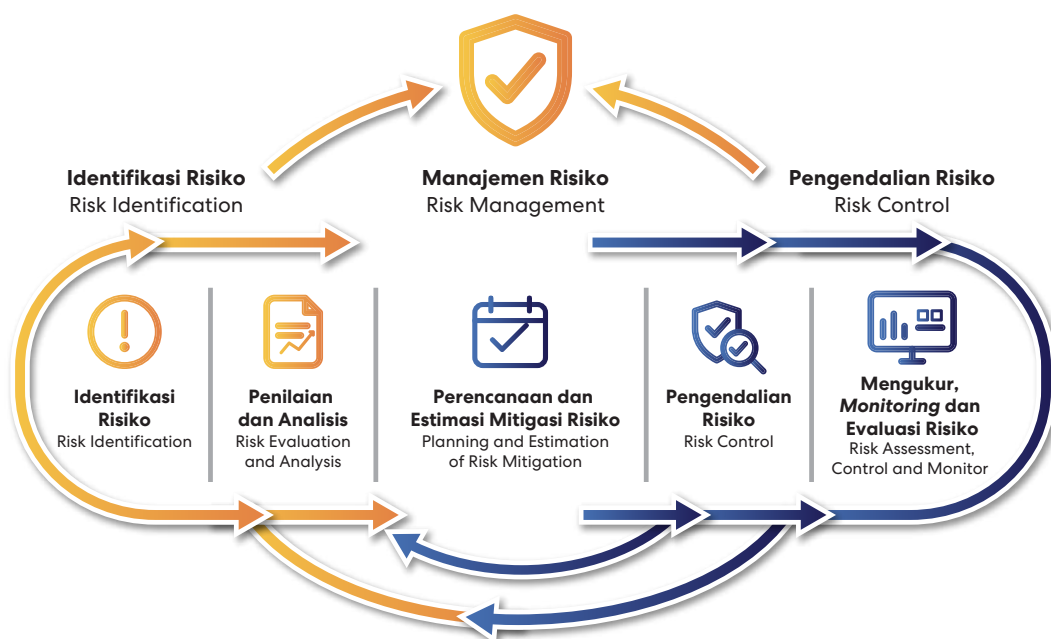 Identifikasi Risiko
Risk Identification
Manajemen Risiko
Risk Management
Pengendalian Risiko
Risk Control
Identifikasi
Risiko
Risk Identification
Penilaian
dan Analisis
Risk Evaluation
and Analysis
Perencanaan dan
Estimasi Mitigasi Risiko
Planning and Estimation
of Risk Mitigation
Pengendalian
Risiko
Risk Control
Mengukur,
Monitoring dan
Evaluasi Risiko
Risk Assessment,
Control and Monitor